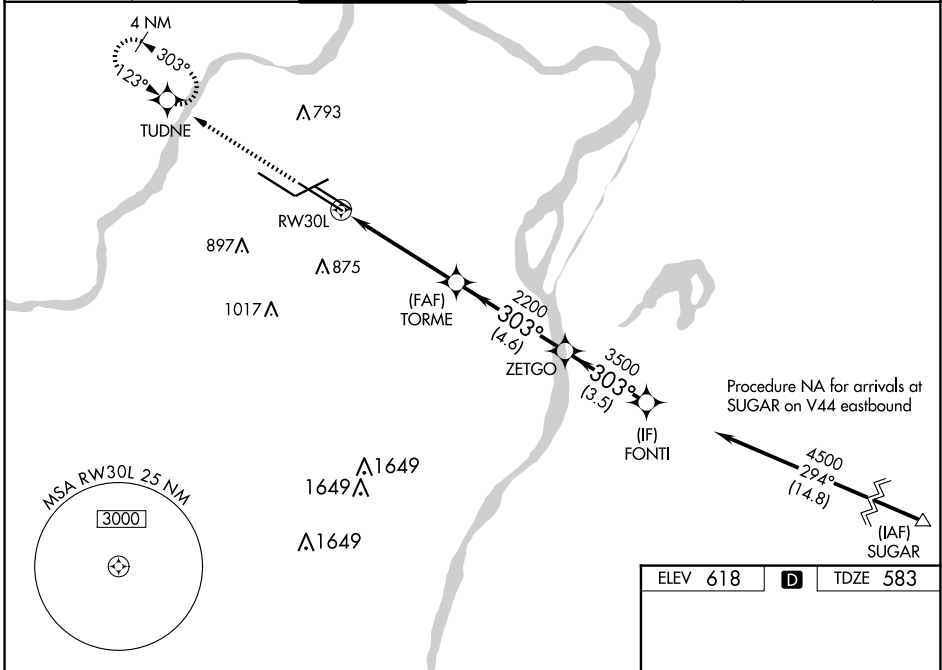 4 NM
303°
123°
TUDNE
793
RW30L
897
875
1017
(FAF)
TORME
2200
303°
(4.6)
ZETGO
3500
303°
(3.5)
(IF)
FONTI
Procedure NA for arrivals at
SUGAR on V44 eastbound
4500
294°
(14.8)
(IAF)
SUGAR
1649
1649
1649
MSA RW30L 25 NM
3000
ELEV 618 D TDZE 583